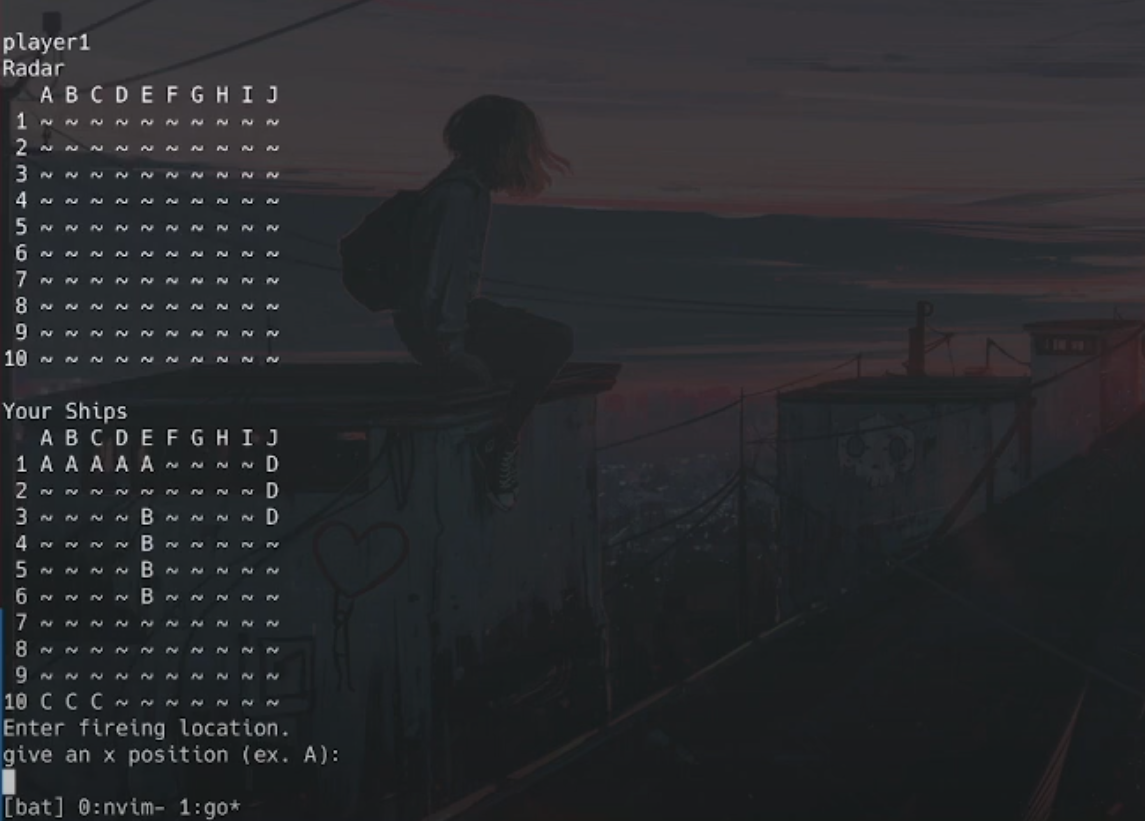 player1
Radar
A B C D E F G H I J
1 ~ ~ ~ ~ ~ ~ ~ ~ ~ ~
2 ~ ~ ~ ~ ~ ~ ~ ~ ~ ~
3 ~ ~ ~ ~ ~ ~ ~ ~ ~ ~
4 ~ ~ ~ ~ ~ ~ ~ ~ ~ ~
5 ~ ~ ~ ~ ~ ~ ~ ~ ~ ~
6 ~ ~ ~ ~ ~ ~ ~ ~ ~ ~
7 ~ ~ ~ ~ ~ ~ ~ ~ ~ ~
8 ~ ~ ~ ~ ~ ~ ~ ~ ~ ~
9 ~ ~ ~ ~ ~ ~ ~ ~ ~ ~
10 ~ ~ ~ ~ ~ ~ ~ ~ ~ ~
Your Ships
A B C D E F G H I J
1 A A A A A ~ ~ ~ ~ D
2 ~ ~ ~ ~ ~ ~ ~ ~ ~ D
3 ~ ~ ~ ~ B ~ ~ ~ ~ D
4 ~ ~ ~ ~ B ~ ~ ~ ~ ~
5 ~ ~ ~ ~ B ~ ~ ~ ~ ~
6 ~ ~ ~ ~ B ~ ~ ~ ~ ~
7 ~ ~ ~ ~ ~ ~ ~ ~ ~ ~
8 ~ ~ ~ ~ ~ ~ ~ ~ ~ ~
9 ~ ~ ~ ~ ~ ~ ~ ~ ~ ~
10 C C C ~ ~ ~ ~ ~ ~ ~
Enter fireing location.
give an x position (ex. A):
[bat] 0:nvim- 1:go*